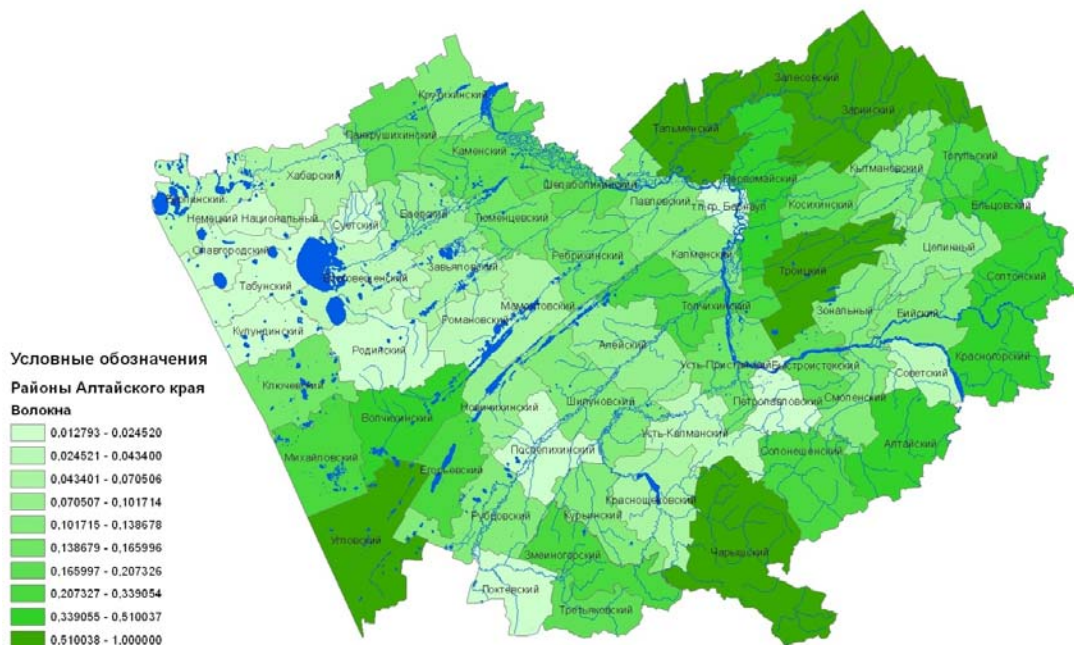 Залесовский
Крутихинский
Заринский
Тальменский
Панкрушихинский
Каменский
Тогульский
Кытмановский
Хабарский
Первомайский
Шелаболихинский
Ельцовский
Павловский
г.Барнаул
Косихинский
Немецкий Национальный
Суетский
Баевский
Тюменцевский
Целинный
Славгородский
Ребрихинский
Калманский
Завьяловский
Троицкий
Солтонский
Табунский
Мамонтовский
Топчихинский
Зональный
Бийский
Романовский
Кулундинский
Алейский
Родинский
Красногорский
Усть-Приста
Быстроистокский
Советский
Ключевский
Петропавловский
Смоленский
Новичихинский
Шипуновский
Волчихинский
Усть-Калманский
Алтайский
Поспелихинский
Солонешенский
Михайловский
Егорьевский
Краснощековский
Рубцовский
Курьинский
Угловский
Чарышский
Змеиногорский
Локтевский
Третьяковский
Условные обозначения
Районы Алтайского края
Волокна
0,012793 - 0,024520
0,024521 - 0,043400
0,043401 - 0,070506
0,070507 - 0,101714
0,101715 - 0,138678
0,138679 - 0,165996
0,165997 - 0,207326
0,207327 - 0,339054
0,339055 - 0,510037
0,510038 - 1,000000